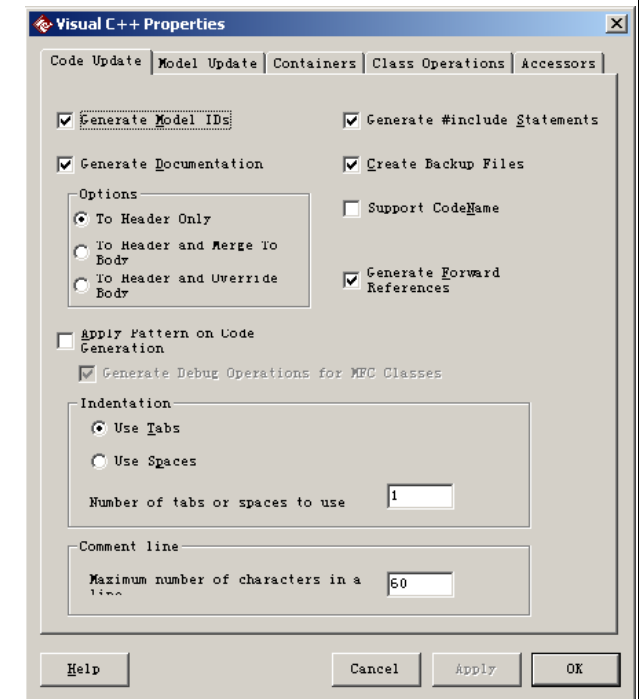 Visual C++ Properties
Code Update
Model Update
Containers
Class Operations
Accessors
Generate Model IDs
Generate #include Statements
Generate Documentation
Create Backup Files
Options
To Header Only
To Header and Merge To
Body
To Header and Override
Body
Support CodeName
Generate Forward
References
Apply Pattern on Code
Generation
Generate Debug Operations for MFC Classes
Indentation
Use Tabs
Use Spaces
Number of tabs or spaces to use
1
Comment line
Maximum number of characters in a
line
60
Help
Cancel
Apply
OK